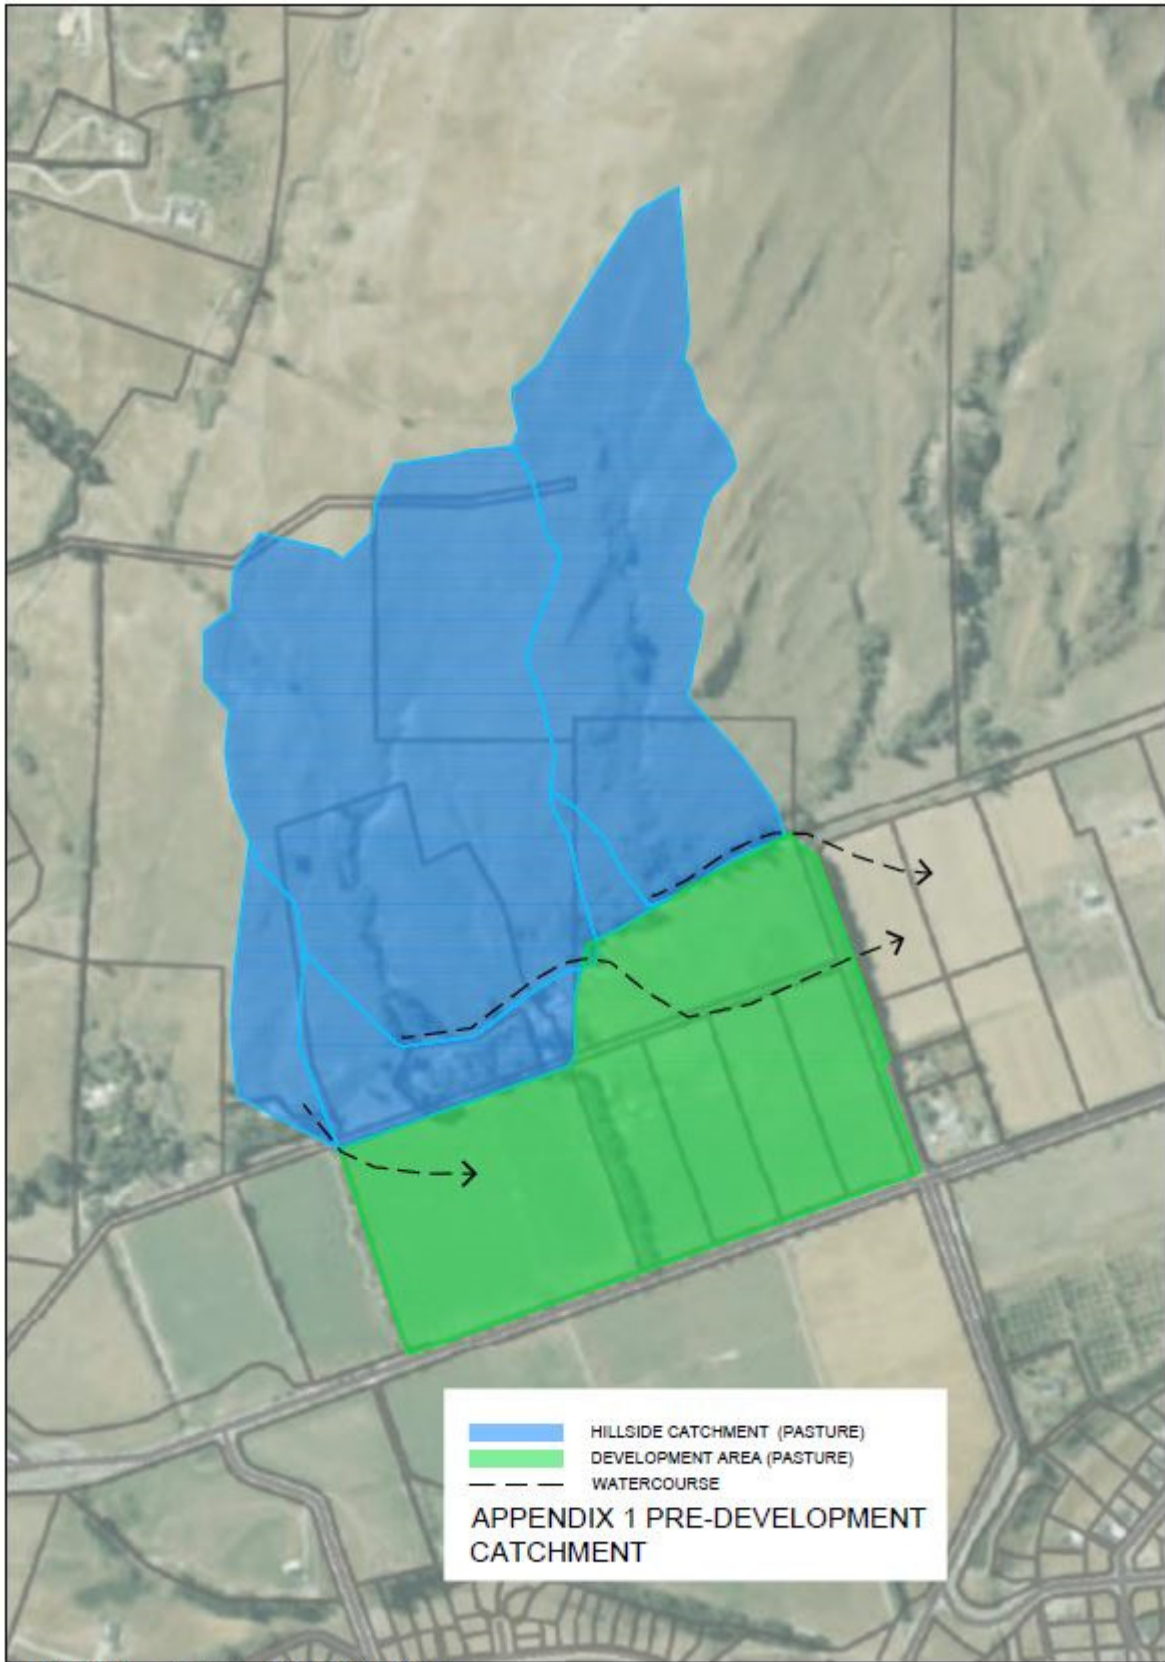 HILLSIDE CATCHMENT (PASTURE)
DEVELOPMENT AREA (PASTURE)
WATERCOURSE
APPENDIX 1 PRE-DEVELOPMENT
CATCHMENT